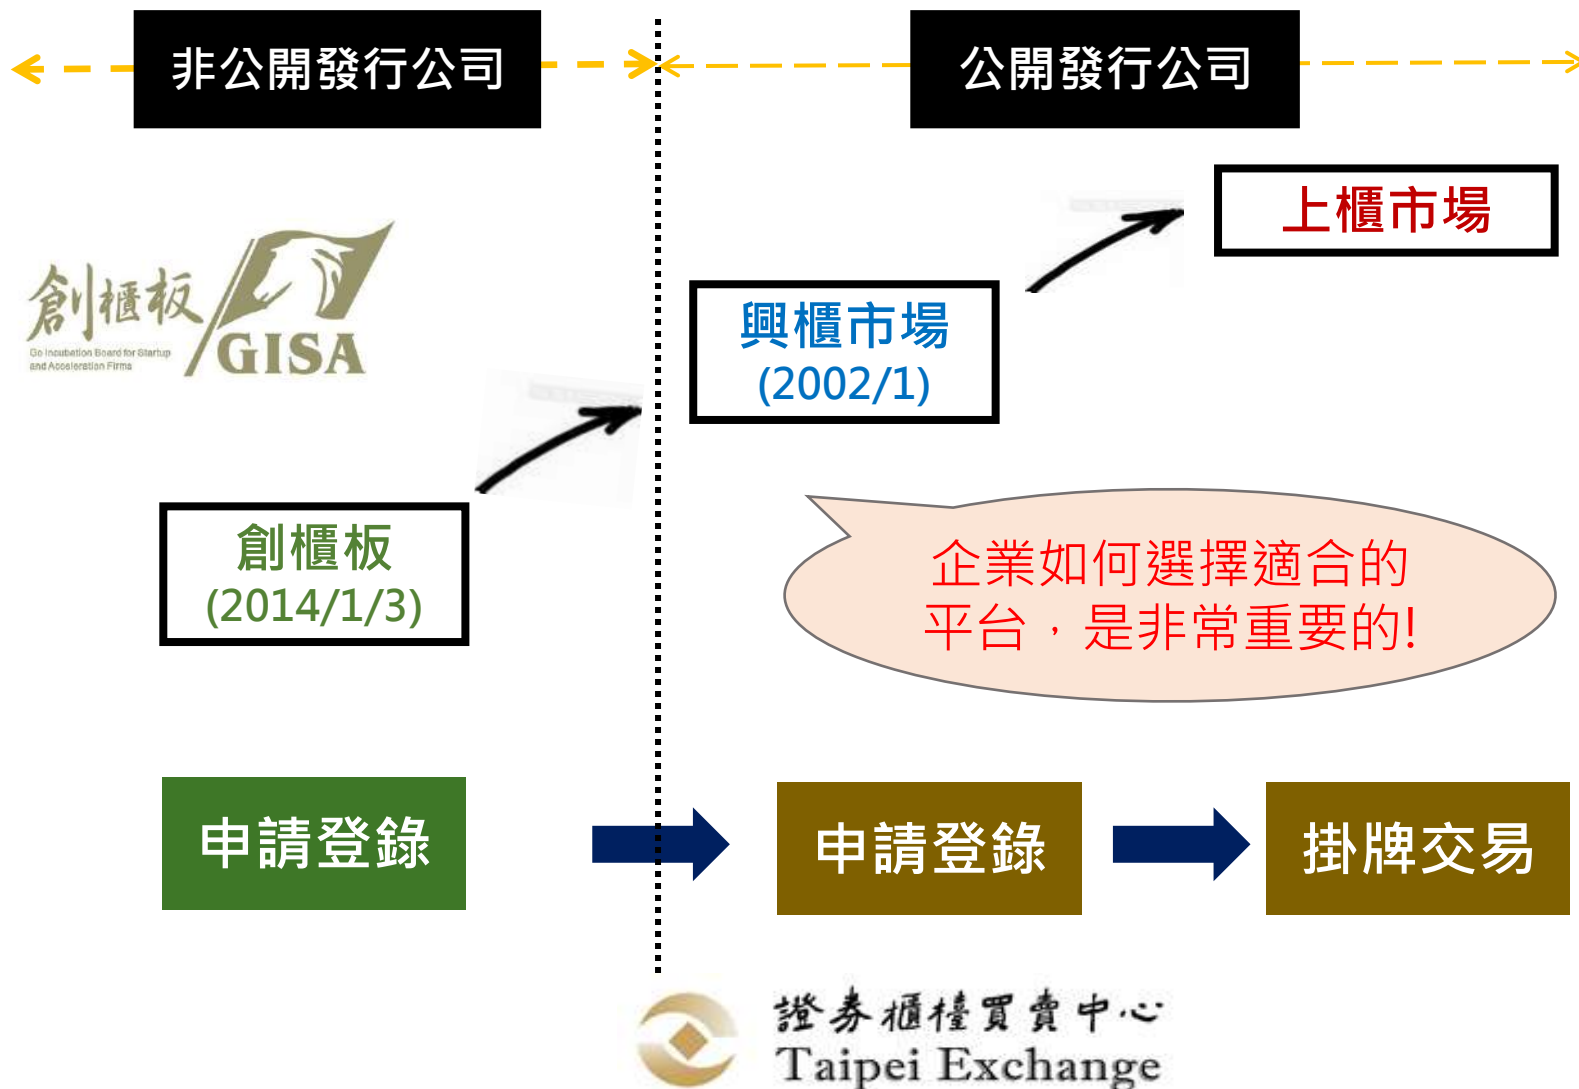 非公開發行公司
公開發行公司
上櫃市場
創櫃板
Go Incubation Board for Startup
and Acceleration Firms
GISA
興櫃市場
(2002/1)
創櫃板
(2014/1/3)
企業如何選擇適合的
平台，是非常重要的!
申請登錄
申請登錄
掛牌交易
證券櫃檯買賣中心
Taipei Exchange